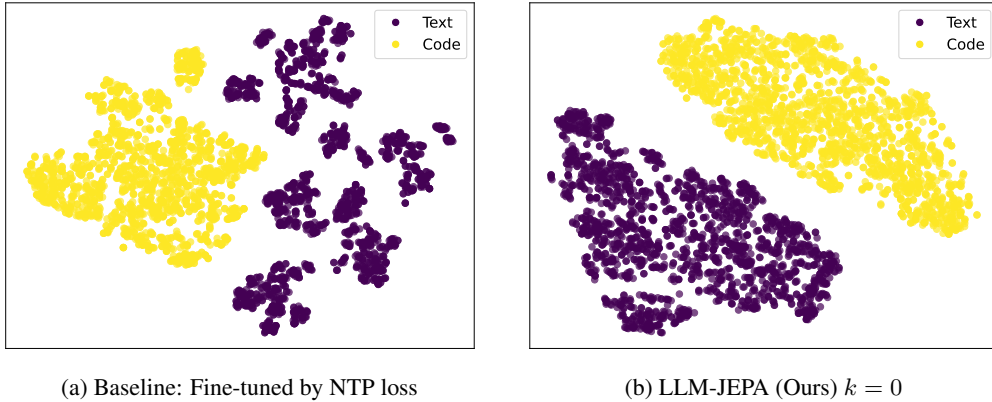 Text
Code
Text
Code
(a) Baseline: Fine-tuned by NTP loss
(b) LLM-JEPA (Ours) k = 0